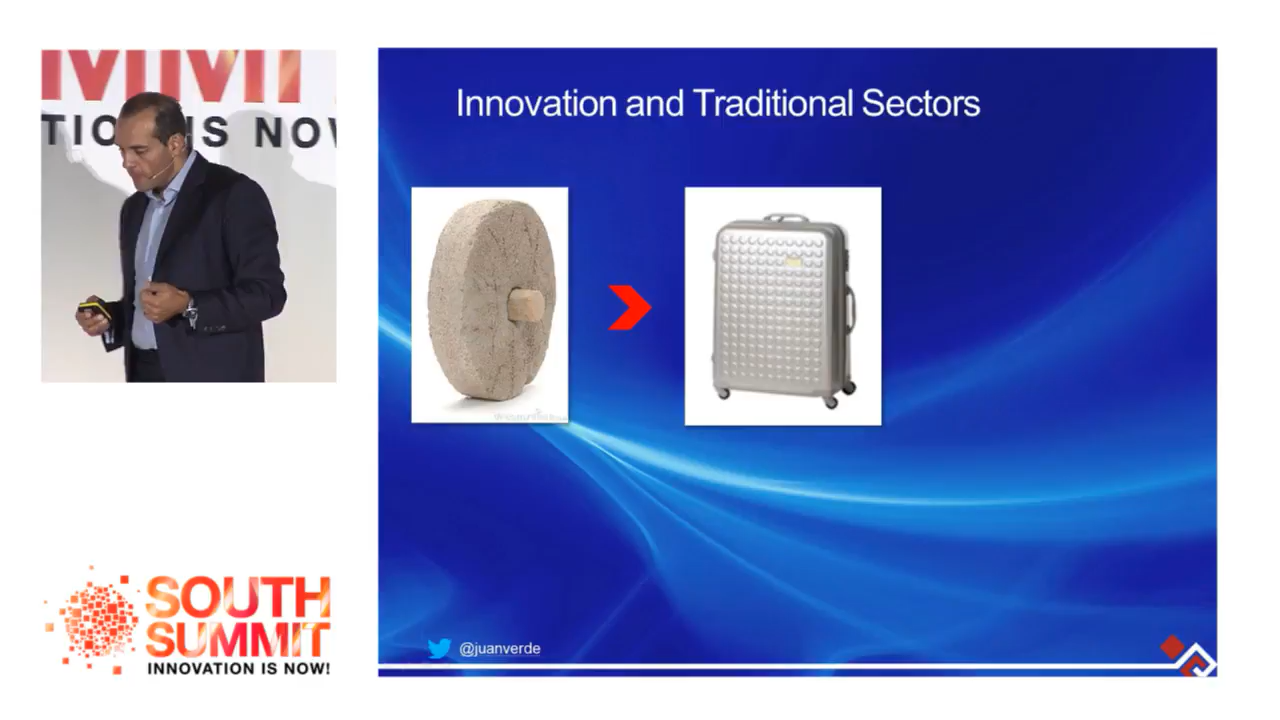 Innovation and Traditional Sectors
@juanverde
SOUTH
SUMMIT
INNOVATION IS NOW!